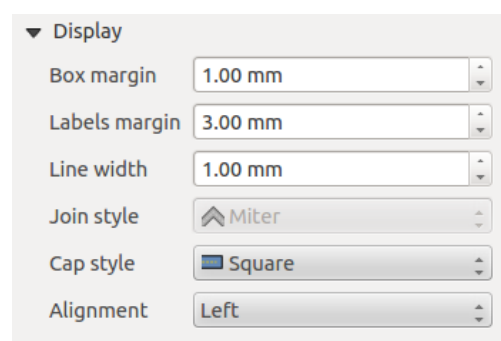 Display
Box margin 1.00 mm
Labels margin 3.00 mm
Line width 1.00 mm
Join style Miter
Cap style Square
Alignment Left